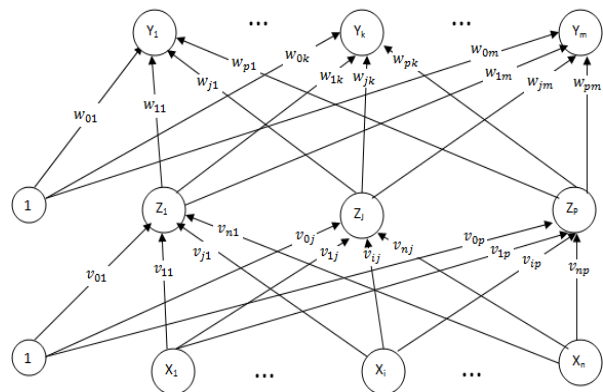 Y1 ... Yk ... Ym
w01 w11 wj1 wp1 w0k w1k wjk wpk w0m w1m wjm wpm
1 Z1 Zj Zp
v01 v11 vj1 vn1 v0j v1j vij vnj v0p v1p vip vnp
1 X1 ... Xi ... Xn